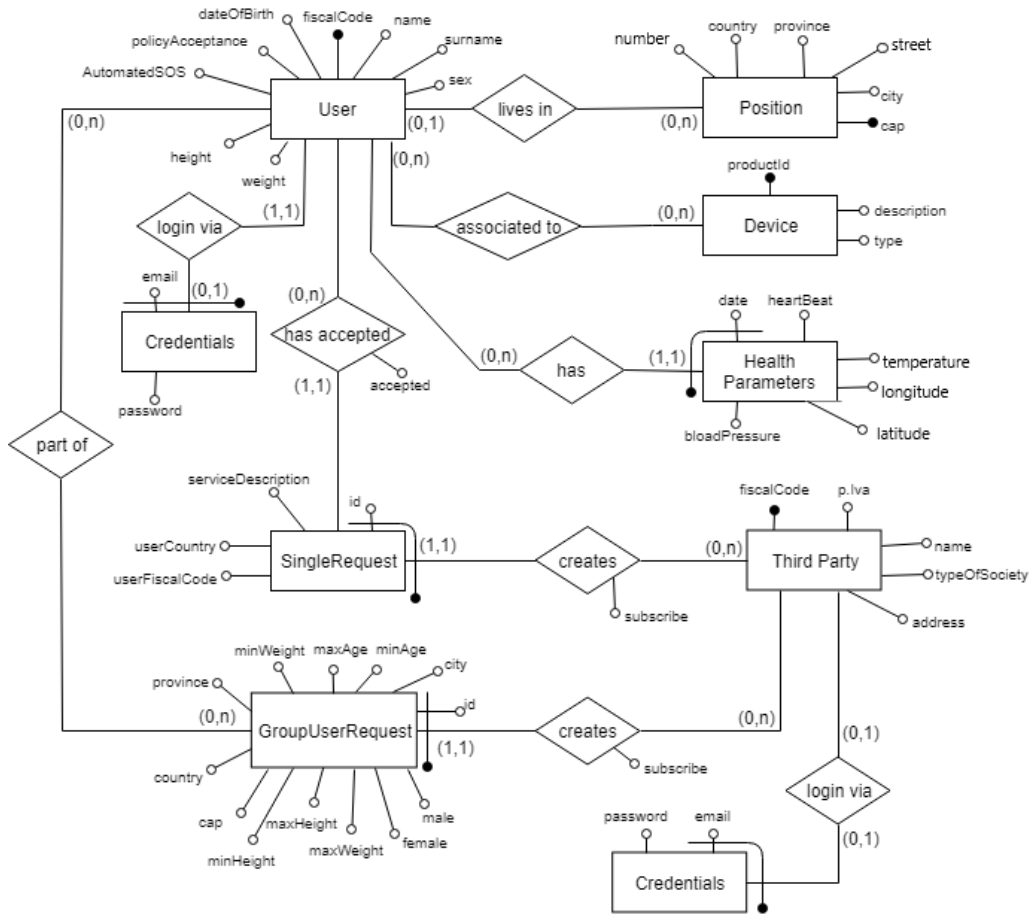 dateOfBirth
fiscalCode
name
policyAcceptance
surname
AutomatedSOS
sex
User
height
weight
(0,n)
(0,1)
(0,n)
lives in
(0,n)
number
country
province
street
Position
city
cap
login via
(1,1)
associated to
(0,n)
productId
Device
description
type
email
(0,1)
Credentials
password
(0,n)
has accepted
(1,1)
accepted
(0,n)
has
(1,1)
date
heartBeat
Health
Parameters
temperature
longitude
latitude
bloadPressure
part of
serviceDescription
id
userCountry
userFiscalCode
SingleRequest
(1,1)
creates
subscribe
(0,n)
fiscalCode
p.Iva
Third Party
name
typeOfSociety
address
minWeight
maxAge
minAge
city
province
id
(0,n)
GroupUserRequest
(1,1)
creates
subscribe
(0,n)
country
cap
minHeight
maxHeight
maxWeight
female
male
(0,1)
login via
(0,1)
password
email
Credentials